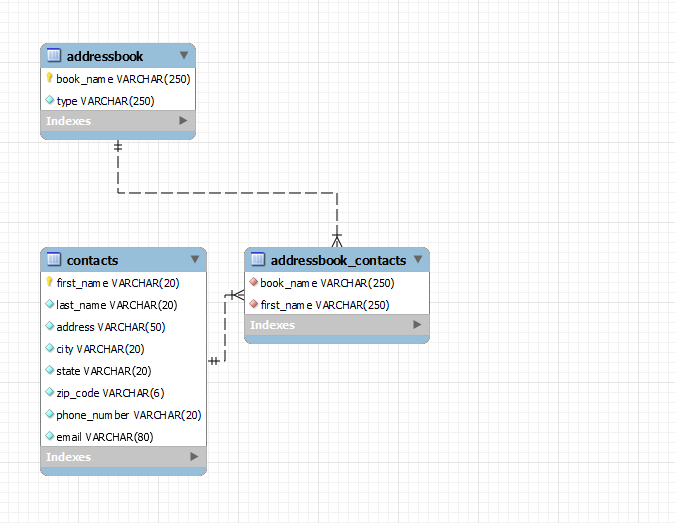 addressbook
book_name VARCHAR(250)
type VARCHAR(250)
Indexes
contacts
first_name VARCHAR(20)
last_name VARCHAR(20)
address VARCHAR(50)
city VARCHAR(20)
state VARCHAR(20)
zip_code VARCHAR(6)
phone_number VARCHAR(20)
email VARCHAR(80)
Indexes
addressbook_contacts
book_name VARCHAR(250)
first_name VARCHAR(250)
Indexes